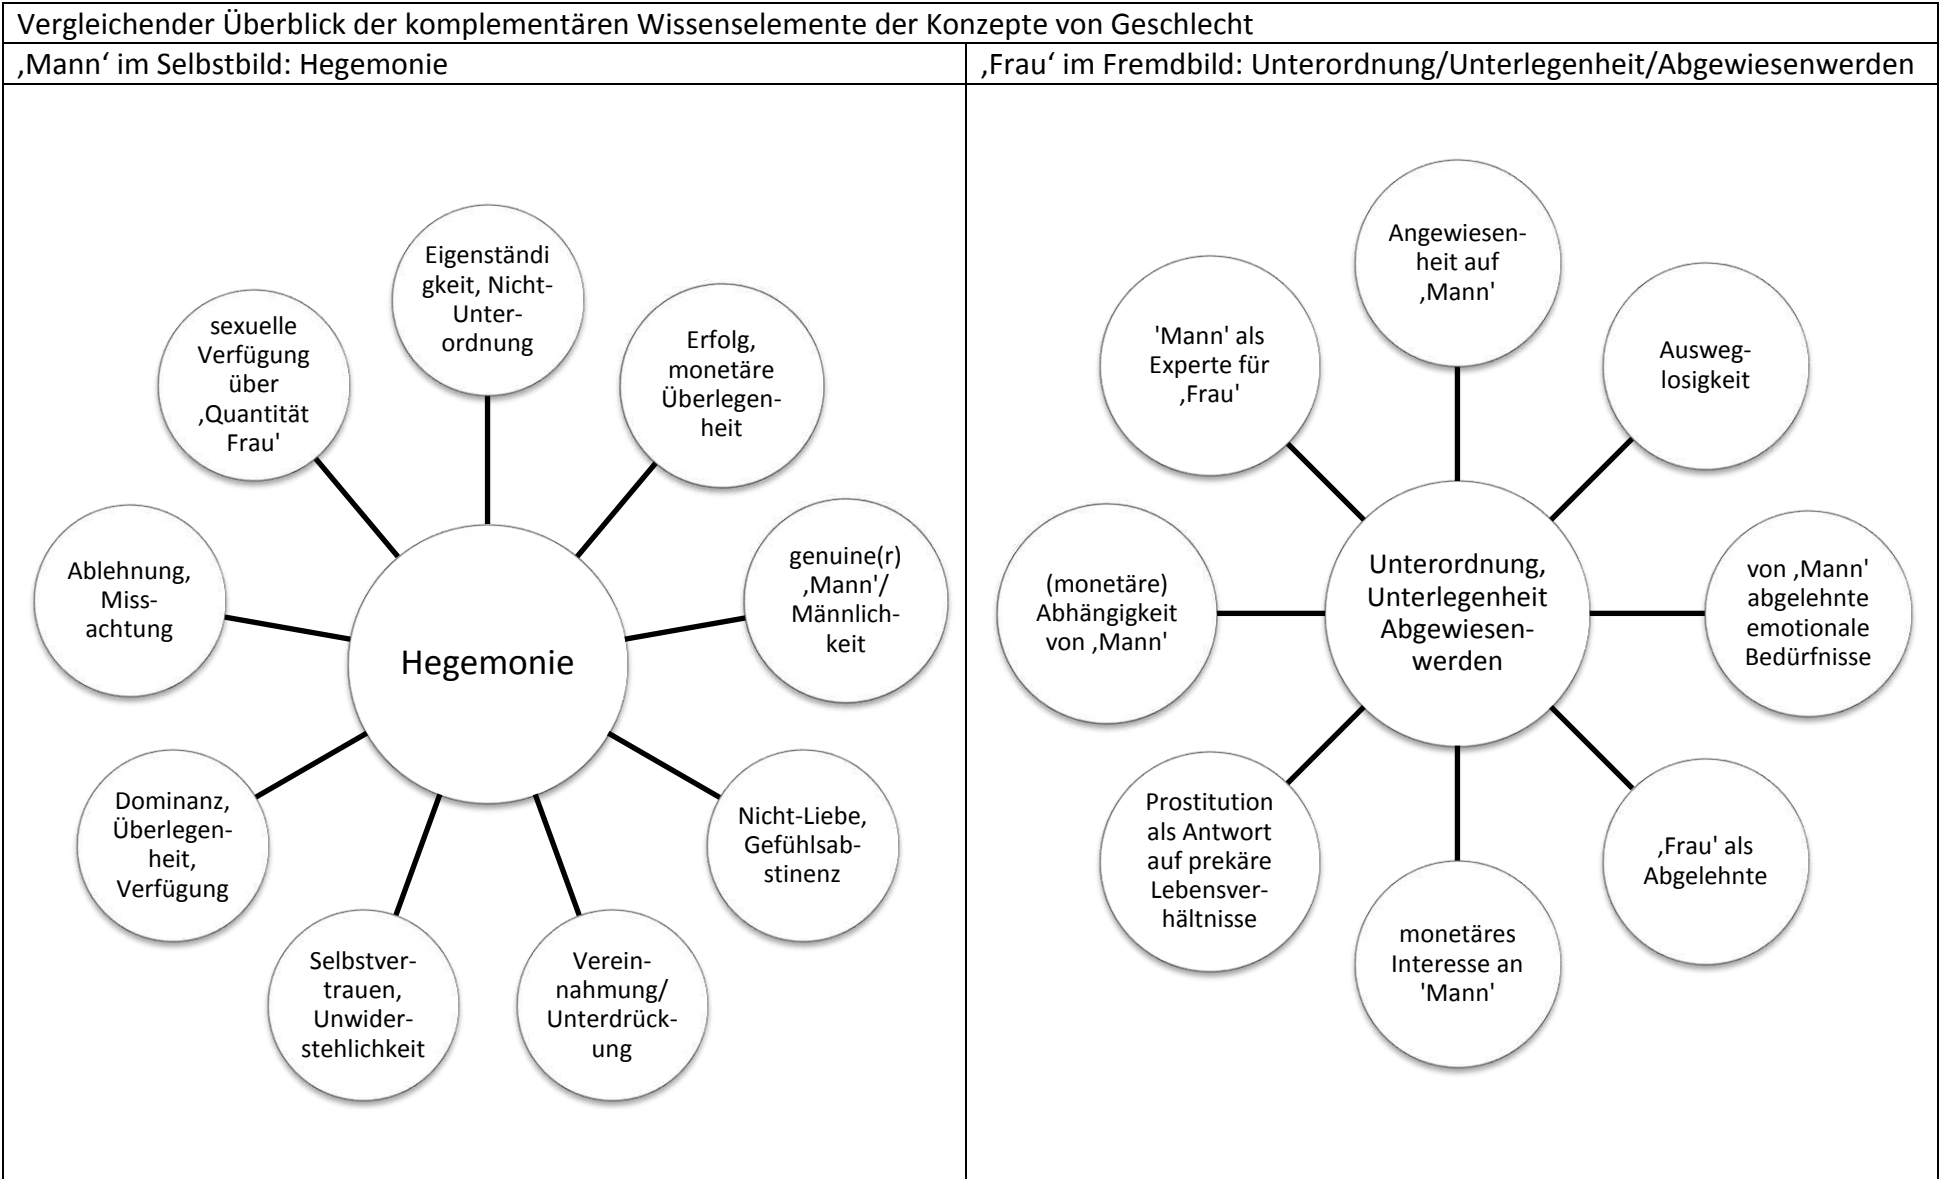 Vergleichender Überblick der komplementären Wissenselemente der Konzepte von Geschlecht
‚Mann‘ im Selbstbild: Hegemonie
‚Frau‘ im Fremdbild: Unterordnung/Unterlegenheit/Abgewiesenwerden
Hegemonie
Eigenständi
gkeit, Nicht-
Unter-
ordnung
Erfolg,
monetäre
Überlegen-
heit
genuine(r)
‚Mann'/
Männlich-
keit
Nicht-Liebe,
Gefühlsab-
stinenz
Verein-
nahmung/
Unterdrück-
ung
Selbstver-
trauen,
Unwider-
stehlichkeit
Dominanz,
Überlegen-
heit,
Verfügung
Ablehnung,
Miss-
achtung
sexuelle
Verfügung
über
‚Quantität
Frau'
Unterordnung,
Unterlegenheit
Abgewiesen-
werden
Angewiesen-
heit auf
‚Mann'
Ausweg-
losigkeit
von ‚Mann'
abgelehnte
emotionale
Bedürfnisse
‚Frau' als
Abgelehnte
monetäres
Interesse an
'Mann'
Prostitution
als Antwort
auf prekäre
Lebensver-
hältnisse
(monetäre)
Abhängigkeit
von ‚Mann'
'Mann' als
Experte für
‚Frau'